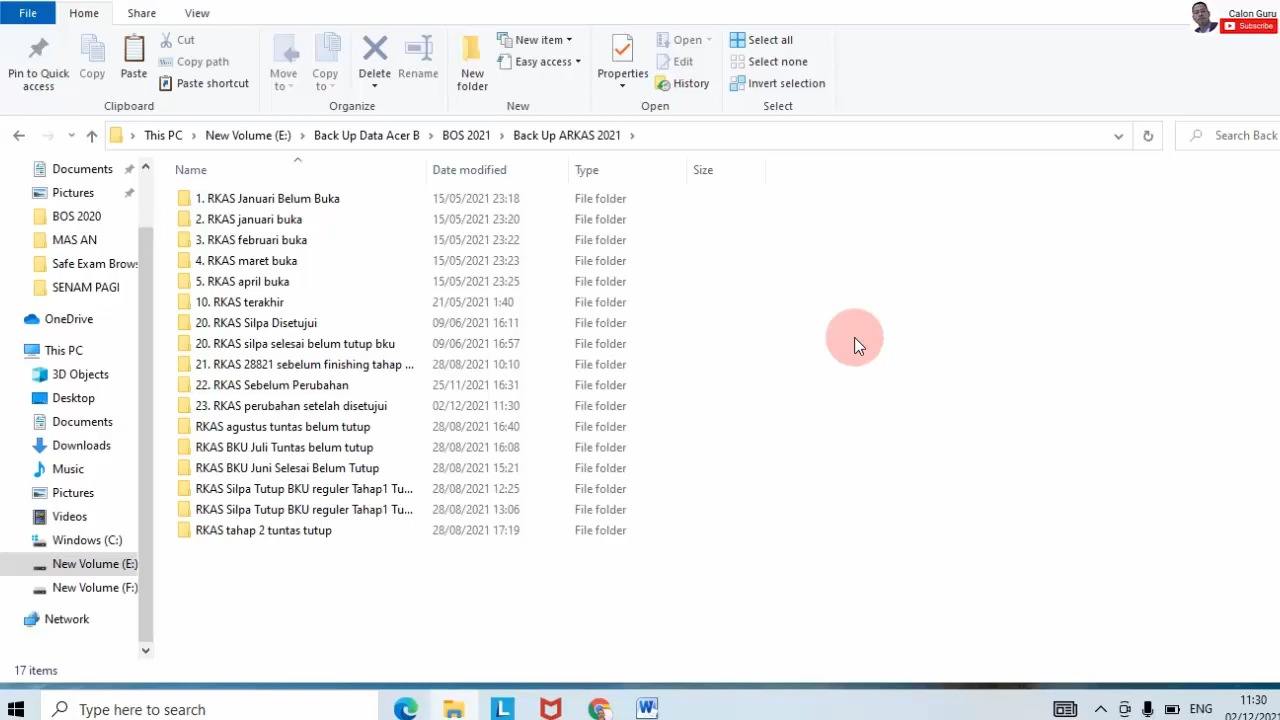 File Home Share View
Calon Guru
Subscribe
Pin to Quick access
Copy
Paste
Cut
Copy path
Paste shortcut
Move to
Copy to
Delete
Rename
New folder
New item
Easy access
Properties
Open
Edit
History
Select all
Select none
Invert selection
Clipboard Organize New Open Select
This PC > New Volume (E:) > Back Up Data Acer B > BOS 2021 > Back Up ARKAS 2021 >
Search Back
Documents
Pictures
BOS 2020
MAS AN
Safe Exam Brow
SENAM PAGI
OneDrive
This PC
3D Objects
Desktop
Documents
Downloads
Music
Pictures
Videos
Windows (C:)
New Volume (E:)
New Volume (F:)
Network
Name Date modified Type Size
1. RKAS Januari Belum Buka 15/05/2021 23:18 File folder
2. RKAS januari buka 15/05/2021 23:20 File folder
3. RKAS februari buka 15/05/2021 23:22 File folder
4. RKAS maret buka 15/05/2021 23:23 File folder
5. RKAS april buka 15/05/2021 23:25 File folder
10. RKAS terakhir 21/05/2021 1:40 File folder
20. RKAS Silpa Disetujui 09/06/2021 16:11 File folder
20. RKAS silpa selesai belum tutup bku 09/06/2021 16:57 File folder
21. RKAS 28821 sebelum finishing tahap ... 28/08/2021 10:10 File folder
22. RKAS Sebelum Perubahan 25/11/2021 16:31 File folder
23. RKAS perubahan setelah disetujui 02/12/2021 11:30 File folder
RKAS agustus tuntas belum tutup 28/08/2021 16:40 File folder
RKAS BKU Juli Tuntas belum tutup 28/08/2021 16:08 File folder
RKAS BKU Juni Selesai Belum Tutup 28/08/2021 15:21 File folder
RKAS Silpa Tutup BKU reguler Tahap1 Tu... 28/08/2021 12:25 File folder
RKAS Silpa Tutup BKU reguler Tahap1 Tu... 28/08/2021 13:06 File folder
RKAS tahap 2 tuntas tutup 28/08/2021 17:19 File folder
17 items
Type here to search
L
W
ENG
11:30
02/12/202